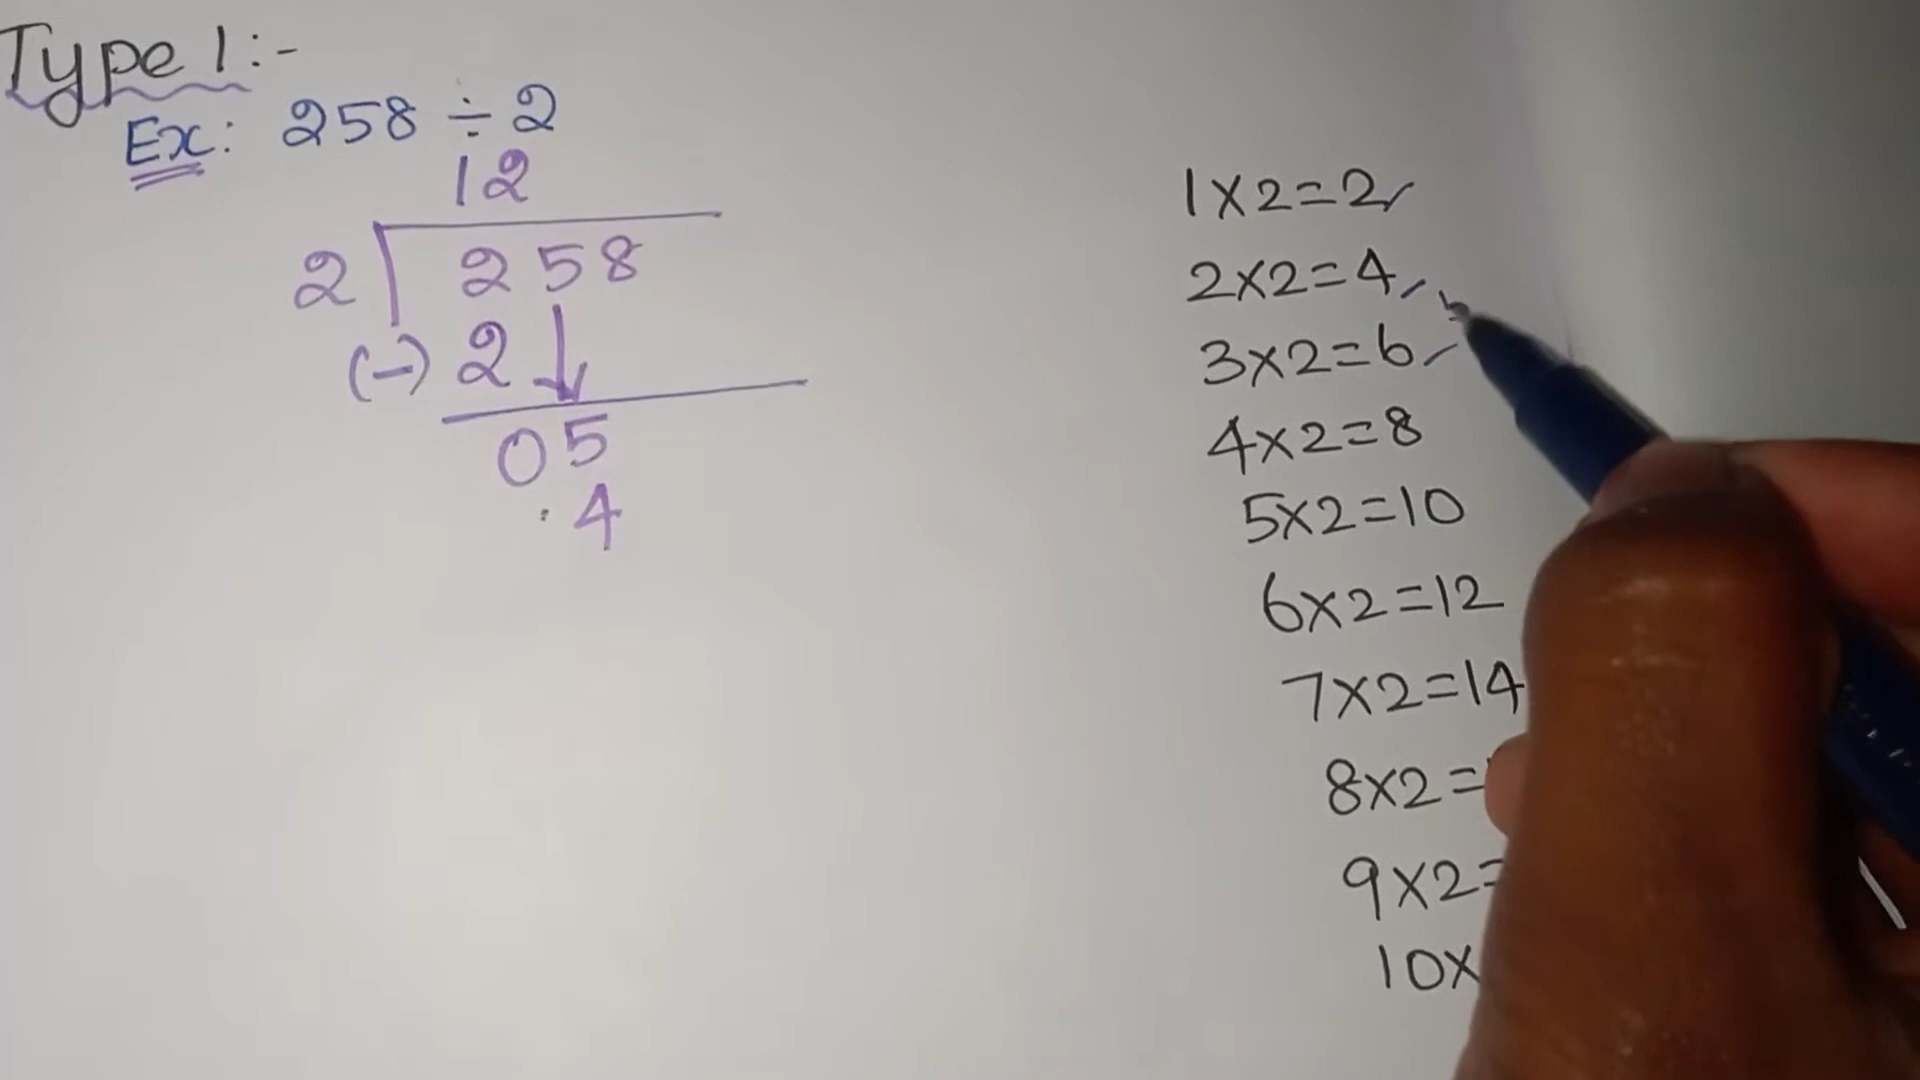 Type 1:-
Ex: 258 ÷ 2
12
2 258
(-) 2
05
4
1x2=2
2x2=4
5
3x2=6
4x2=8
5x2=10
6x2=12
7x2=14
8x2=
9x2=
10x